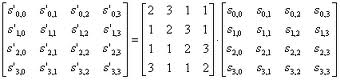 [s'0,0 s'0,1 s'0,2 s'0,3] [2 3 1 1] [s0,0 s0,1 s0,2 s0,3]
[s'1,0 s'1,1 s'1,2 s'1,3] = [1 2 3 1] · [s1,0 s1,1 s1,2 s1,3]
[s'2,0 s'2,1 s'2,2 s'2,3] [1 1 2 3] [s2,0 s2,1 s2,2 s2,3]
[s'3,0 s'3,1 s'3,2 s'3,3] [3 1 1 2] [s3,0 s3,1 s3,2 s3,3]